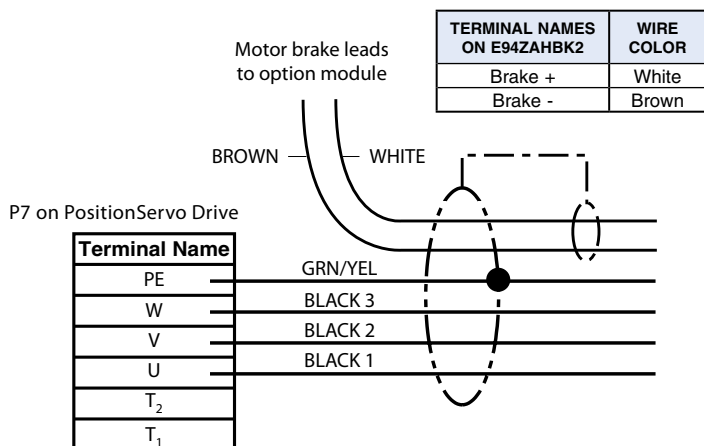 TERMINAL NAMES WIRE
ON E94ZAHBK2 COLOR
Brake + White
Brake - Brown
Motor brake leads
to option module
BROWN WHITE
P7 on PositionServo Drive
Terminal Name
PE GRN/YEL
W BLACK 3
V BLACK 2
U BLACK 1
T2
T1